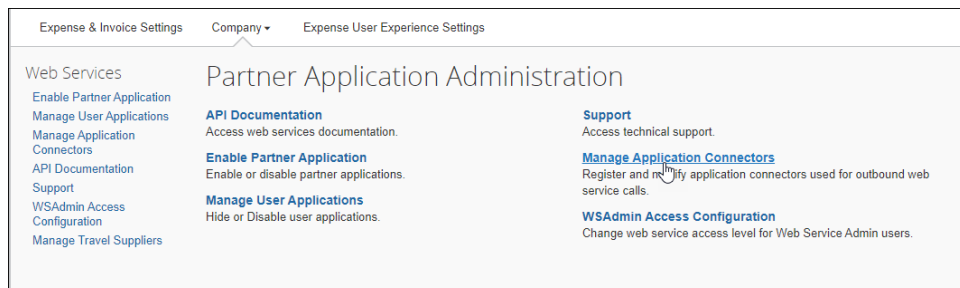 Expense & Invoice Settings
Company
Expense User Experience Settings
Web Services
Enable Partner Application
Manage User Applications
Manage Application
Connectors
API Documentation
Support
WSAdmin Access
Configuration
Manage Travel Suppliers
Partner Application Administration
API Documentation
Access web services documentation.
Enable Partner Application
Enable or disable partner applications.
Manage User Applications
Hide or Disable user applications.
Support
Access technical support.
Manage Application Connectors
Register and application connectors used for outbound web
service calls.
WSAdmin Access Configuration
Change web service access level for Web Service Admin users.